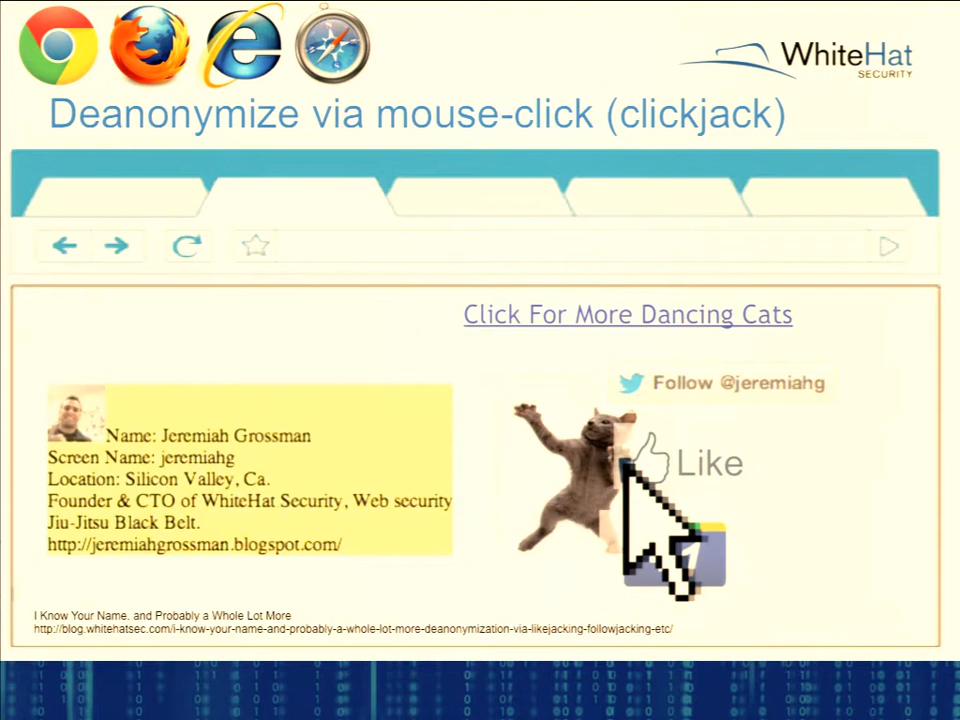 WhiteHat
SECURITY
Deanonymize via mouse-click (clickjack)
Click For More Dancing Cats
Follow @jeremiahg
Name: Jeremiah Grossman
Screen Name: jeremiahg
Like
Location: Silicon Valley, Ca.
Founder & CTO of WhiteHat Security, Web security
Jiu-Jitsu Black Belt.
http://jeremiahgrossman.blogspot.com/
1
I Know Your Name, and Probably a Whole Lot More
http://blog.whitehatsec.com/i-know-your-name-and-probably-a-whole-lot-more-deanonymization-via-likejacking-followjacking-etc/